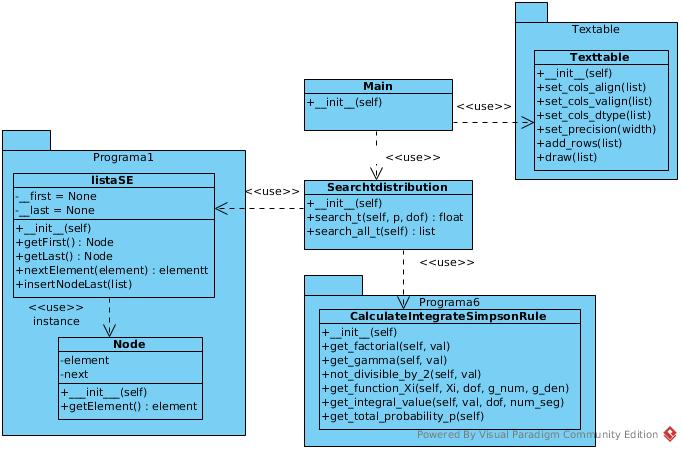 Textable
Texttable
+__init__(self)
+set_cols_align(list)
+set_cols_valign(list)
+set_cols_dtype(list)
+set_precision(width)
+add_rows(list)
+draw(list)
Main
+__init__(self)
<<use>>
<<use>>
Programa1
listaSE
-__first = None
-__last = None
+__init__(self)
+getFirst() : Node
+getLast() : Node
+nextElement(element) : elementt
+insertNodeLast(list)
<<use>>
Searchtdistribution
+__init__(self)
+search_t(self, p, dof) : float
+search_all_t(self) : list
<<use>>
<<use>>
instance
Node
-element
-next
+___init___(self)
+getElement() : element
Programa6
CalculateIntegrateSimpsonRule
+__init__(self)
+get_factorial(self, val)
+get_gamma(self, val)
+not_divisible_by_2(self, val)
+get_function_Xi(self, Xi, dof, g_num, g_den)
+get_integral_value(self, val, dof, num_seg)
+get_total_probability_p(self)
Powered By Visual Paradigm Community Edition